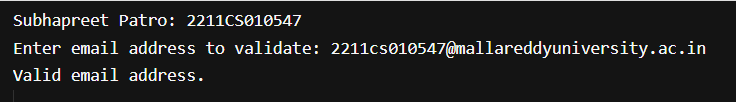 Subhapreet Patro: 2211CS010547
Enter email address to validate: 2211cs010547@mallareddyuniversity.ac.in
Valid email address.